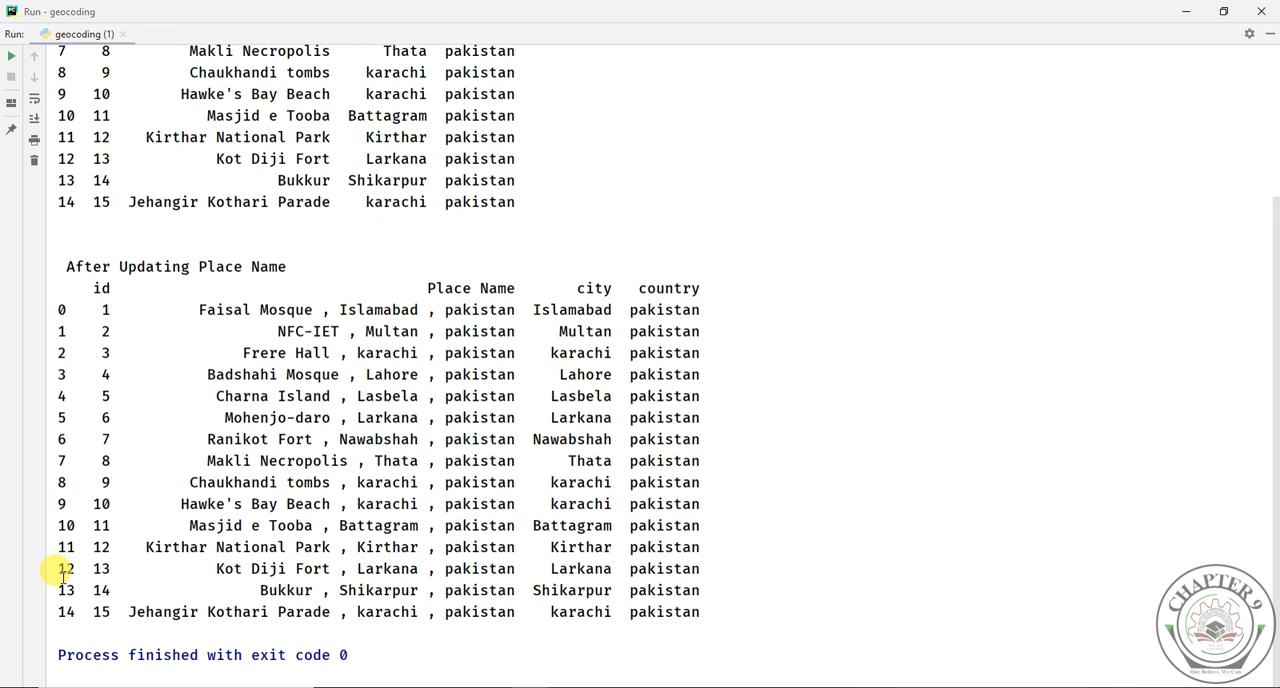 Run - geocoding
Run: geocoding (1)
7 8 Makli Necropolis Thata pakistan
8 9 Chaukhandi tombs karachi pakistan
9 10 Hawke's Bay Beach karachi pakistan
10 11 Masjid e Tooba Battagram pakistan
11 12 Kirthar National Park Kirthar pakistan
12 13 Kot Diji Fort Larkana pakistan
13 14 Bukkur Shikarpur pakistan
14 15 Jehangir Kothari Parade karachi pakistan
After Updating Place Name
id Place Name city country
0 1 Faisal Mosque , Islamabad , pakistan Islamabad pakistan
1 2 NFC-IET , Multan , pakistan Multan pakistan
2 3 Frere Hall , karachi , pakistan karachi pakistan
3 4 Badshahi Mosque , Lahore , pakistan Lahore pakistan
4 5 Charna Island , Lasbela , pakistan Lasbela pakistan
5 6 Mohenjo-daro , Larkana , pakistan Larkana pakistan
6 7 Ranikot Fort , Nawabshah , pakistan Nawabshah pakistan
7 8 Makli Necropolis , Thata , pakistan Thata pakistan
8 9 Chaukhandi tombs , karachi , pakistan karachi pakistan
9 10 Hawke's Bay Beach , karachi , pakistan karachi pakistan
10 11 Masjid e Tooba , Battagram , pakistan Battagram pakistan
11 12 Kirthar National Park , Kirthar , pakistan Kirthar pakistan
12 13 Kot Diji Fort , Larkana , pakistan Larkana pakistan
13 14 Bukkur , Shikarpur , pakistan Shikarpur pakistan
14 15 Jehangir Kothari Parade , karachi , pakistan karachi pakistan
Process finished with exit code 0
CHAPTER 9
Our Believe, We Can